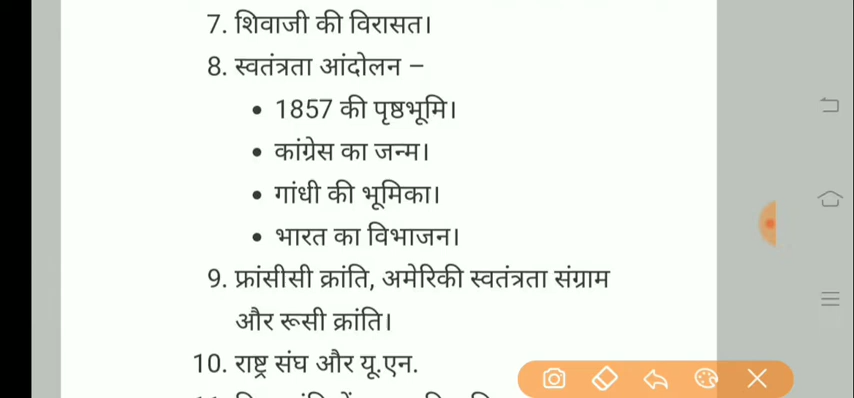 7. शिवाजी की विरासत।
8. स्वतंत्रता आंदोलन –
• 1857 की पृष्ठभूमि।
• कांग्रेस का जन्म।
• गांधी की भूमिका।
• भारत का विभाजन।
9. फ्रांसीसी क्रांति, अमेरिकी स्वतंत्रता संग्राम
और रूसी क्रांति।
10. राष्ट्र संघ और यू.एन.